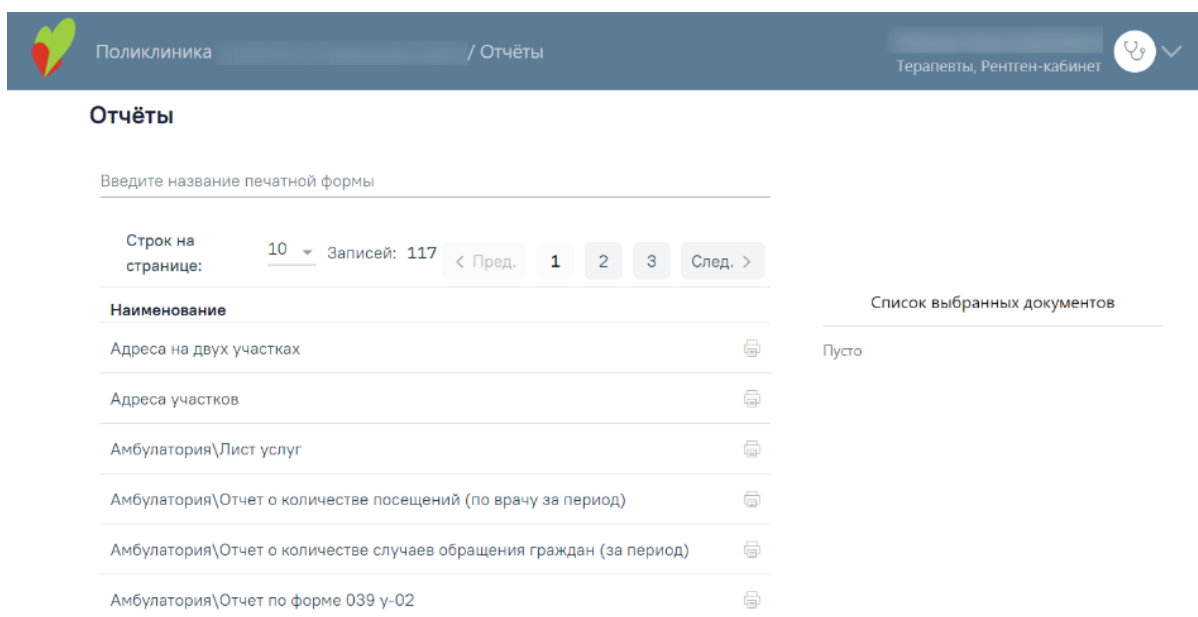 Поликлиника / Отчёты
Терапевты, Рентген-кабинет
Отчёты
Введите название печатной формы
Строк на
странице:
10 Записей: 117 < Пред. 1 2 3 След. >
Список выбранных документов
Наименование
Адреса на двух участках
Пусто
Адреса участков
Амбулатория\Лист услуг
Амбулатория\Отчет о количестве посещений (по врачу за период)
Амбулатория\Отчет о количестве случаев обращения граждан (за период)
Амбулатория\Отчет по форме 039 у-02